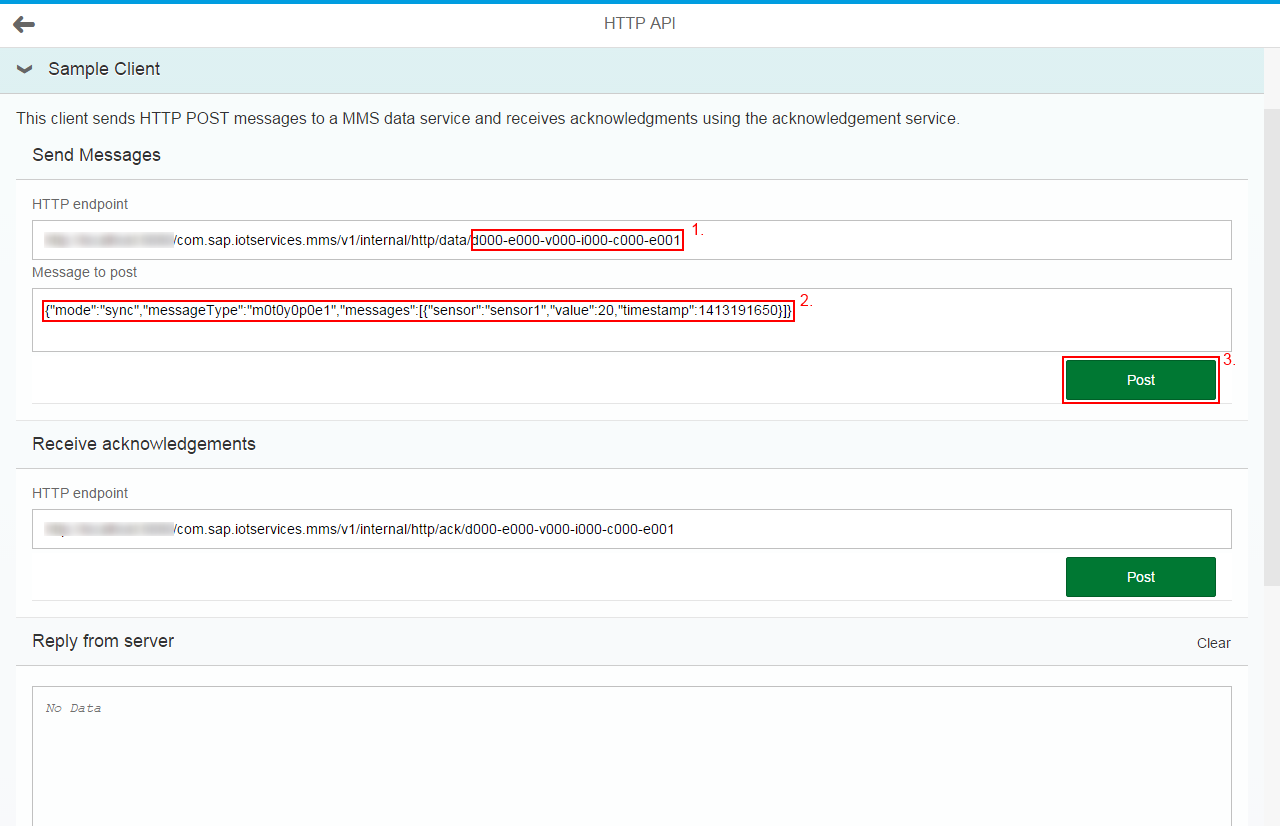 HTTP API
Sample Client
This client sends HTTP POST messages to a MMS data service and receives acknowledgments using the acknowledgement service.
Send Messages
HTTP endpoint
/com.sap.iotservices.mms/v1/internal/http/data/d000-e000-v000-i000-c000-e001 1.
Message to post
{"mode":"sync","messageType":"m0t0y0p0e1","messages":[{"sensor":"sensor1","value":20,"timestamp":1413191650}]} 2.
Post 3.
Receive acknowledgements
HTTP endpoint
/com.sap.iotservices.mms/v1/internal/http/ack/d000-e000-v000-i000-c000-e001
Post
Reply from server Clear
No Data